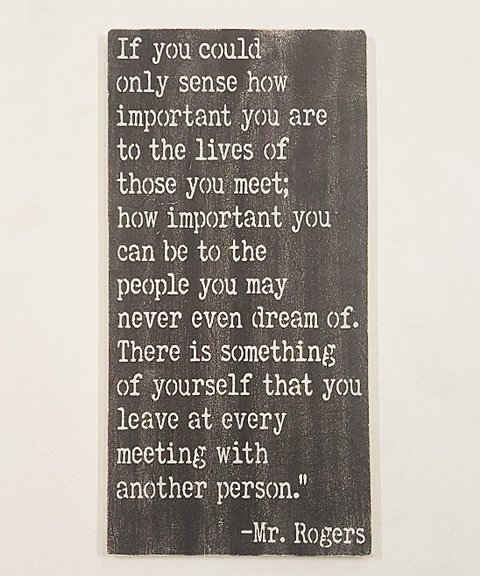 If you could
only sense how
important you are
to the lives of
those you meet;
how important you
can be to the
people you may
never even dream of.
There is something
of yourself that you
leave at every
meeting with
another person."
-Mr. Rogers